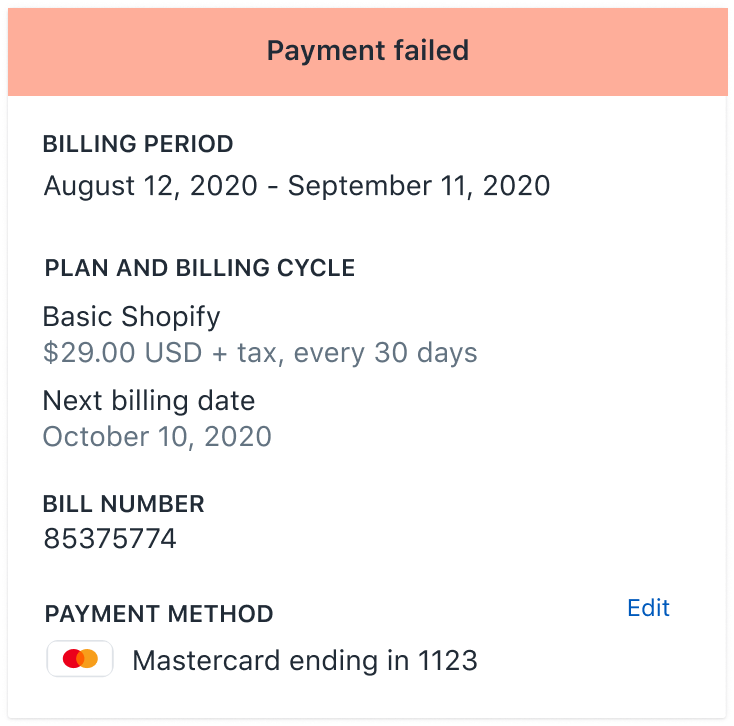 Payment failed
BILLING PERIOD
August 12, 2020 - September 11, 2020
PLAN AND BILLING CYCLE
Basic Shopify
$29.00 USD + tax, every 30 days
Next billing date
October 10, 2020
BILL NUMBER
85375774
PAYMENT METHOD
Edit
Mastercard ending in 1123